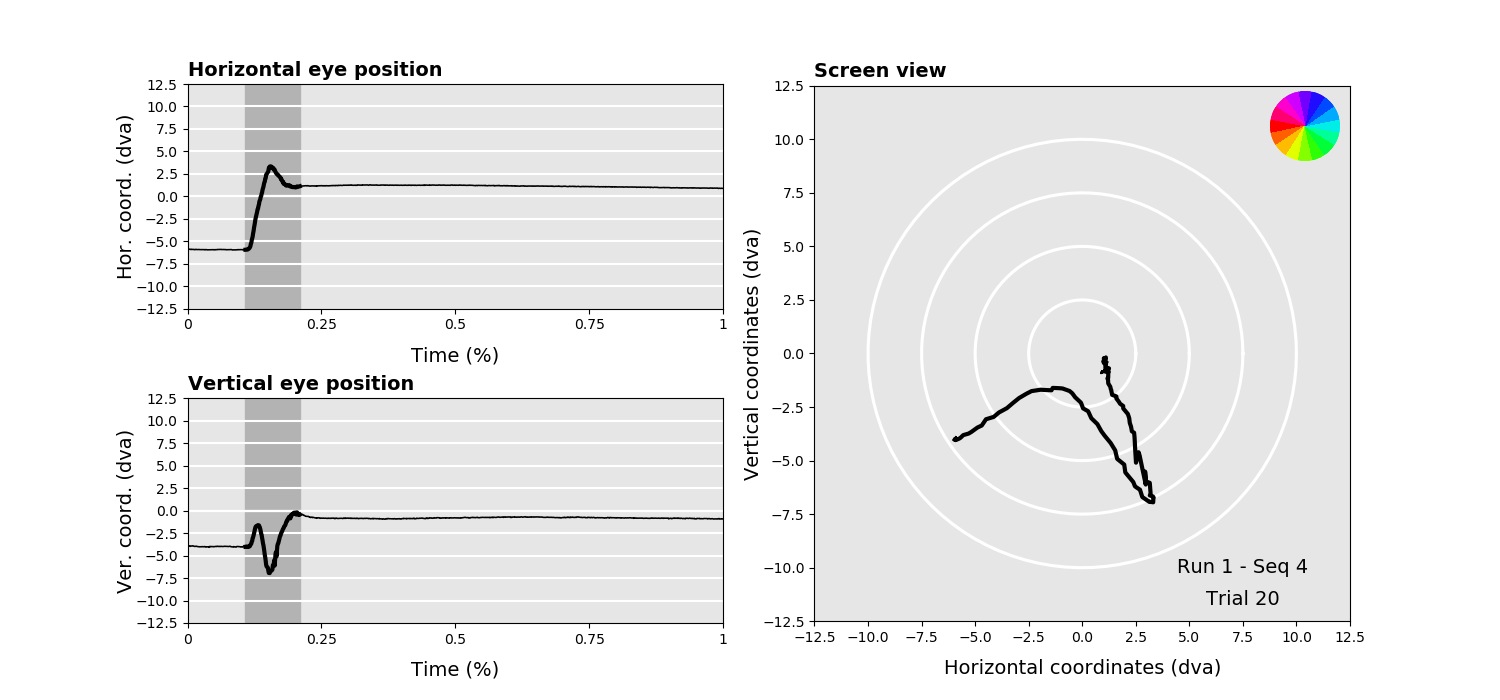 Horizontal eye position
Hor. coord. (dva)
12.5
10.0
7.5
5.0
2.5
0.0
−2.5
−5.0
−7.5
−10.0
−12.5
0 0.25 0.5 0.75 1
Time (%)
Vertical eye position
Ver. coord. (dva)
12.5
10.0
7.5
5.0
2.5
0.0
−2.5
−5.0
−7.5
−10.0
−12.5
0 0.25 0.5 0.75 1
Time (%)
Screen view
Vertical coordinates (dva)
12.5
10.0
7.5
5.0
2.5
0.0
−2.5
−5.0
−7.5
−10.0
−12.5
Run 1 - Seq 4
Trial 20
−12.5 −10.0 −7.5 −5.0 −2.5 0.0 2.5 5.0 7.5 10.0 12.5
Horizontal coordinates (dva)